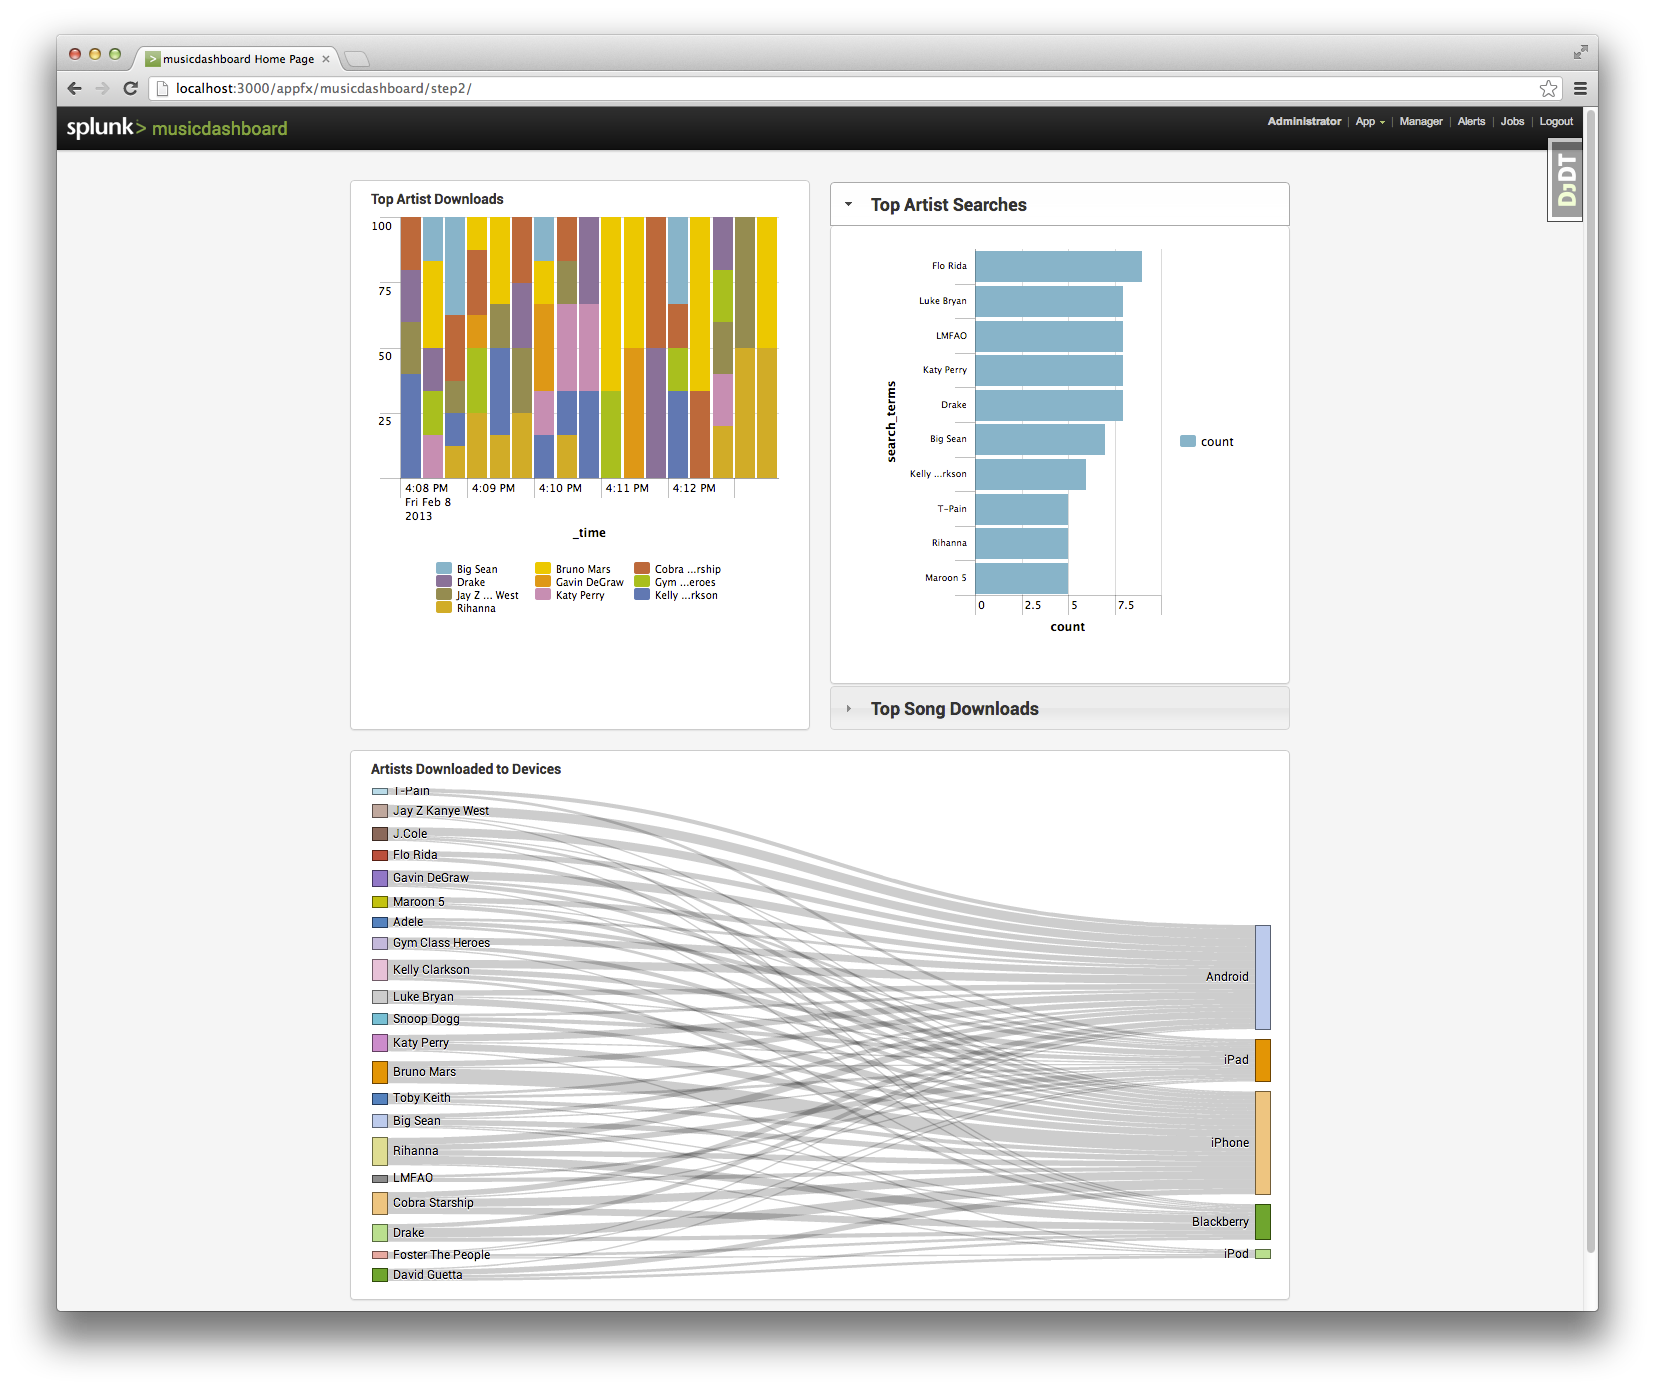 musicdashboard Home Page
localhost:3000/appfx/musicdashboard/step2/
splunk> musicdashboard
Administrator | App | Manager | Alerts | Jobs | Logout
DJDT
Top Artist Downloads
100
75
50
25
4:08 PM 4:09 PM 4:10 PM 4:11 PM 4:12 PM
Fri Feb 8
2013
_time
Big Sean Bruno Mars Cobra ...rship
Drake Gavin DeGraw Gym ...eroes
Jay Z ... West Katy Perry Kelly ...rkson
Rihanna
Top Artist Searches
Flo Rida
Luke Bryan
LMFAO
Katy Perry
Drake
Big Sean
Kelly ...rkson
T-Pain
Rihanna
Maroon 5
search_terms
count
0 2.5 5 7.5
count
Top Song Downloads
Artists Downloaded to Devices
T-Pain
Jay Z Kanye West
J.Cole
Flo Rida
Gavin DeGraw
Maroon 5
Adele
Gym Class Heroes
Kelly Clarkson
Luke Bryan
Snoop Dogg
Katy Perry
Bruno Mars
Toby Keith
Big Sean
Rihanna
LMFAO
Cobra Starship
Drake
Foster The People
David Guetta
Android
iPad
iPhone
Blackberry
iPod